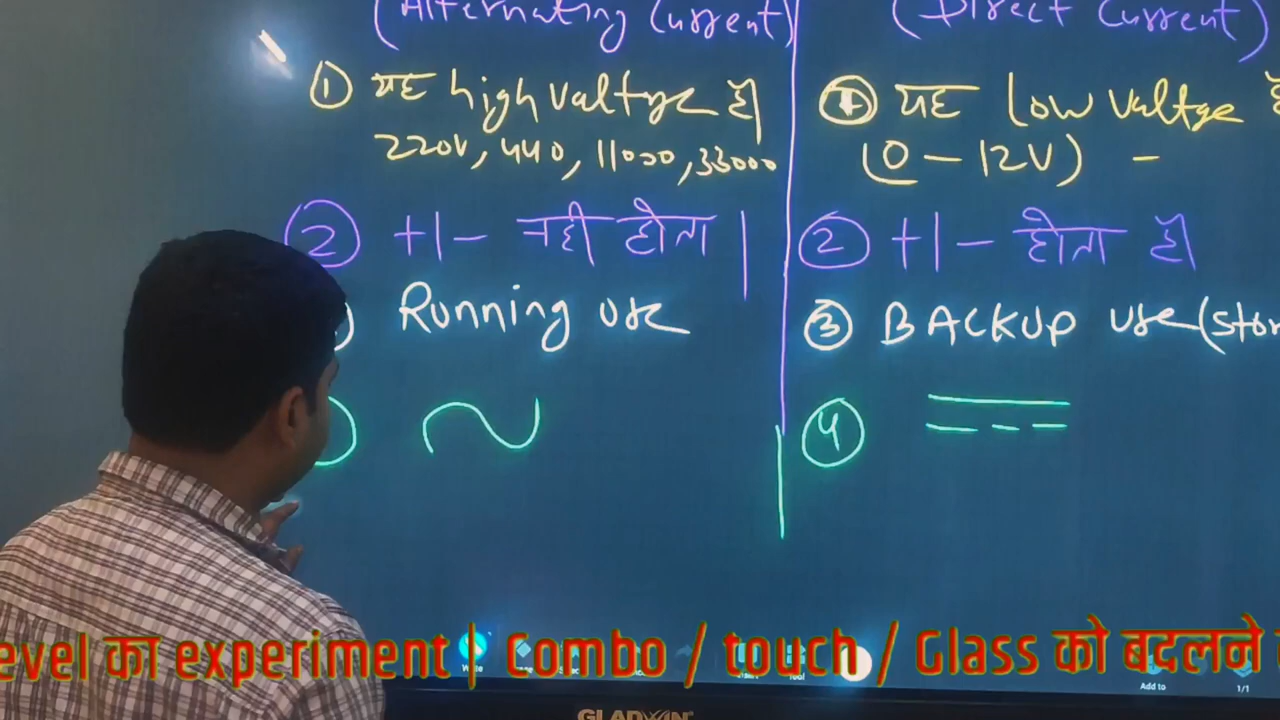 (Alternating Current)
① यह high valtge है|
220V, 440, 11000, 33000
② +|- नही होता |
Running use
~
(Direct Current)
① यह Low valtge है
(0 - 12V) -
② +|- होता है|
③ BACKUP use (stor
④
evel का experiment | Combo / touch / Glass को बदलने
Write
Add to
1/1
GLADWIN